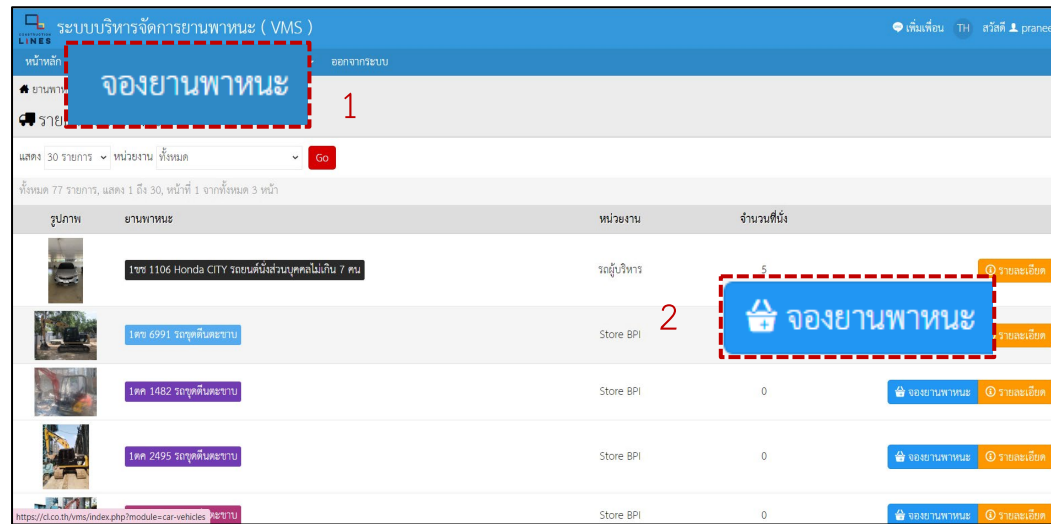 CONSTRUCTION
LINES
ระบบบริหารจัดการยานพาหนะ ( VMS )
เพิ่มเพื่อน TH สวัสดี pranee
หน้าหลัก
จองยานพาหนะ
ออกจากระบบ
1
แสดง 30 รายการ หน่วยงาน ทั้งหมด Go
ทั้งหมด 77 รายการ, แสดง 1 ถึง 30, หน้าที่ 1 จากทั้งหมด 3 หน้า
รูปภาพ ยานพาหนะ หน่วยงาน จำนวนที่นั่ง
1ขช 1106 Honda CITY รถยนต์นั่งส่วนบุคคลไม่เกิน 7 คน รถผู้บริหาร 5 รายละเอียด
2 จองยานพาหนะ
1ตข 6991 รถขุดตีนตะขาบ Store BPI รายละเอียด
1ตค 1482 รถขุดตีนตะขาบ Store BPI 0 จองยานพาหนะ รายละเอียด
1ตค 2495 รถขุดตีนตะขาบ Store BPI 0 จองยานพาหนะ รายละเอียด
https://cl.co.th/vms/index.php?module=car-vehicles Store BPI 0 จองยานพาหนะ รายละเอียด